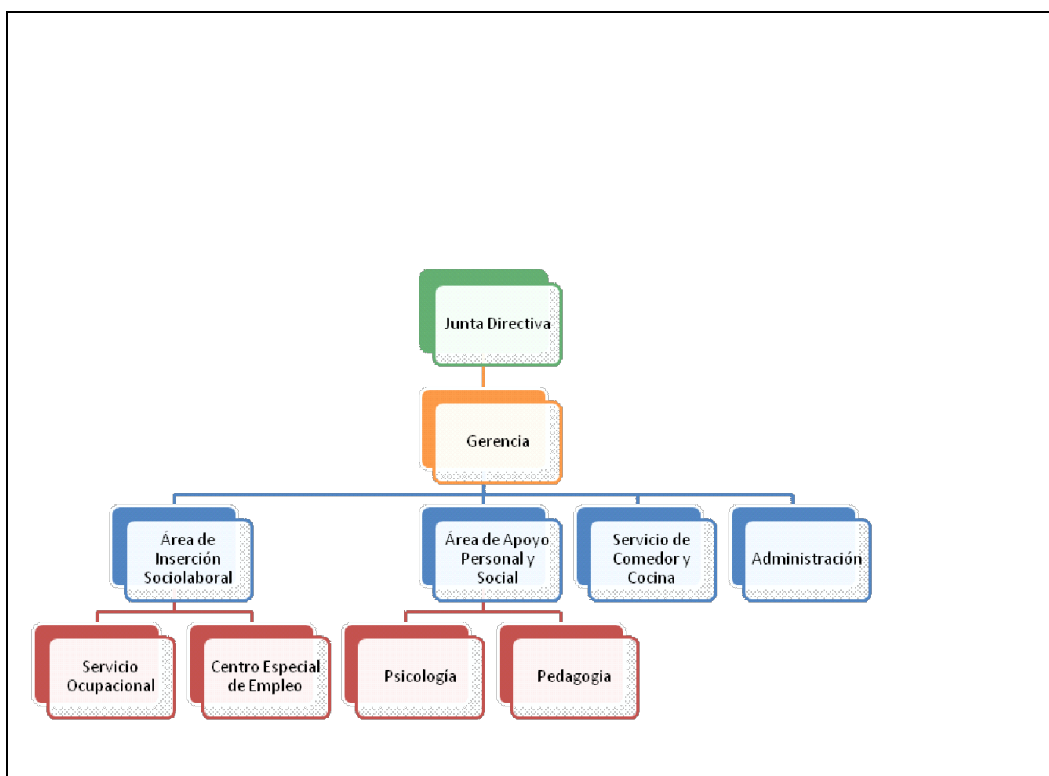 Junta Directiva
Gerencia
Área de
Inserción
Sociolaboral
Área de Apoyo
Personal y
Social
Servicio de
Comedor y
Cocina
Administración
Servicio
Ocupacional
Centro Especial
de Empleo
Psicología
Pedagogia